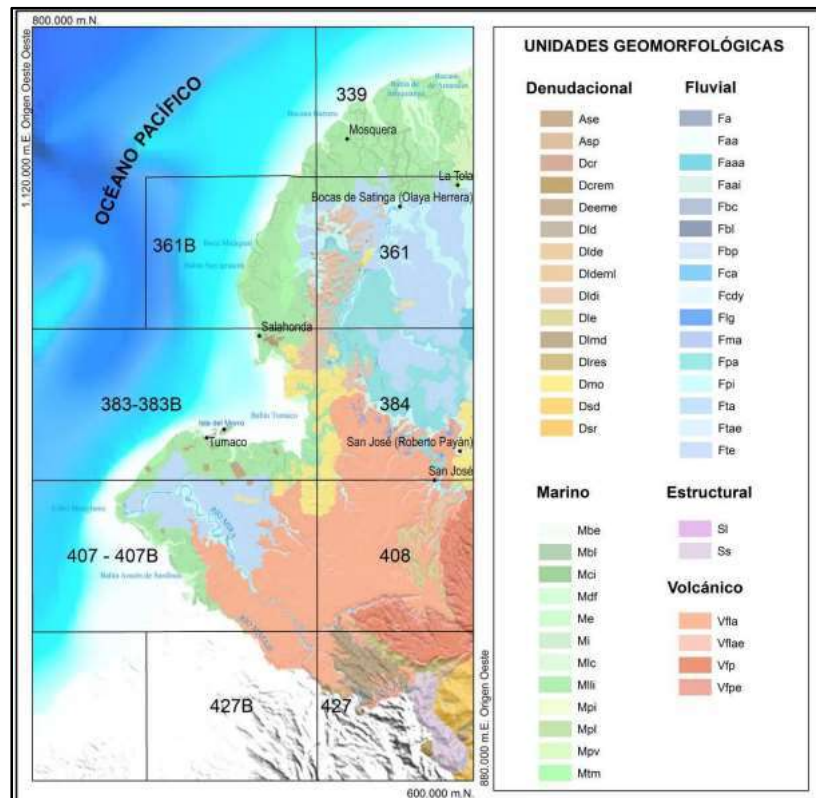 800.000 m.N.
1.120.000 m.E. Origen Oeste Oeste
OCÉANO PACÍFICO
339
Mosquera
La Tola
Bocas de Satinga (Olaya Herrera)
361B
361
Salahonda
383-383B
Bahía Tumaco
384
Isla del Morro
Tumaco
San José (Roberto Payán)
San José
407 - 407B
408
427B
427
880.000 m.E. Origen Oeste
600.000 m.N.
UNIDADES GEOMORFOLÓGICAS
Denudacional
Ase
Asp
Dcr
Dcrem
Deeme
Dld
Dlde
Dldeml
Dldi
Dle
Dlmd
Dlres
Dmo
Dsd
Dsr
Fluvial
Fa
Faa
Faaa
Faai
Fbc
Fbl
Fbp
Fca
Fcdy
Flg
Fma
Fpa
Fpi
Fta
Ftae
Fte
Marino
Mbe
Mbl
Mci
Mdf
Me
Mi
Mlc
Mlli
Mpi
Mpl
Mpv
Mtm
Estructural
Sl
Ss
Volcánico
Vfla
Vflae
Vfp
Vfpe